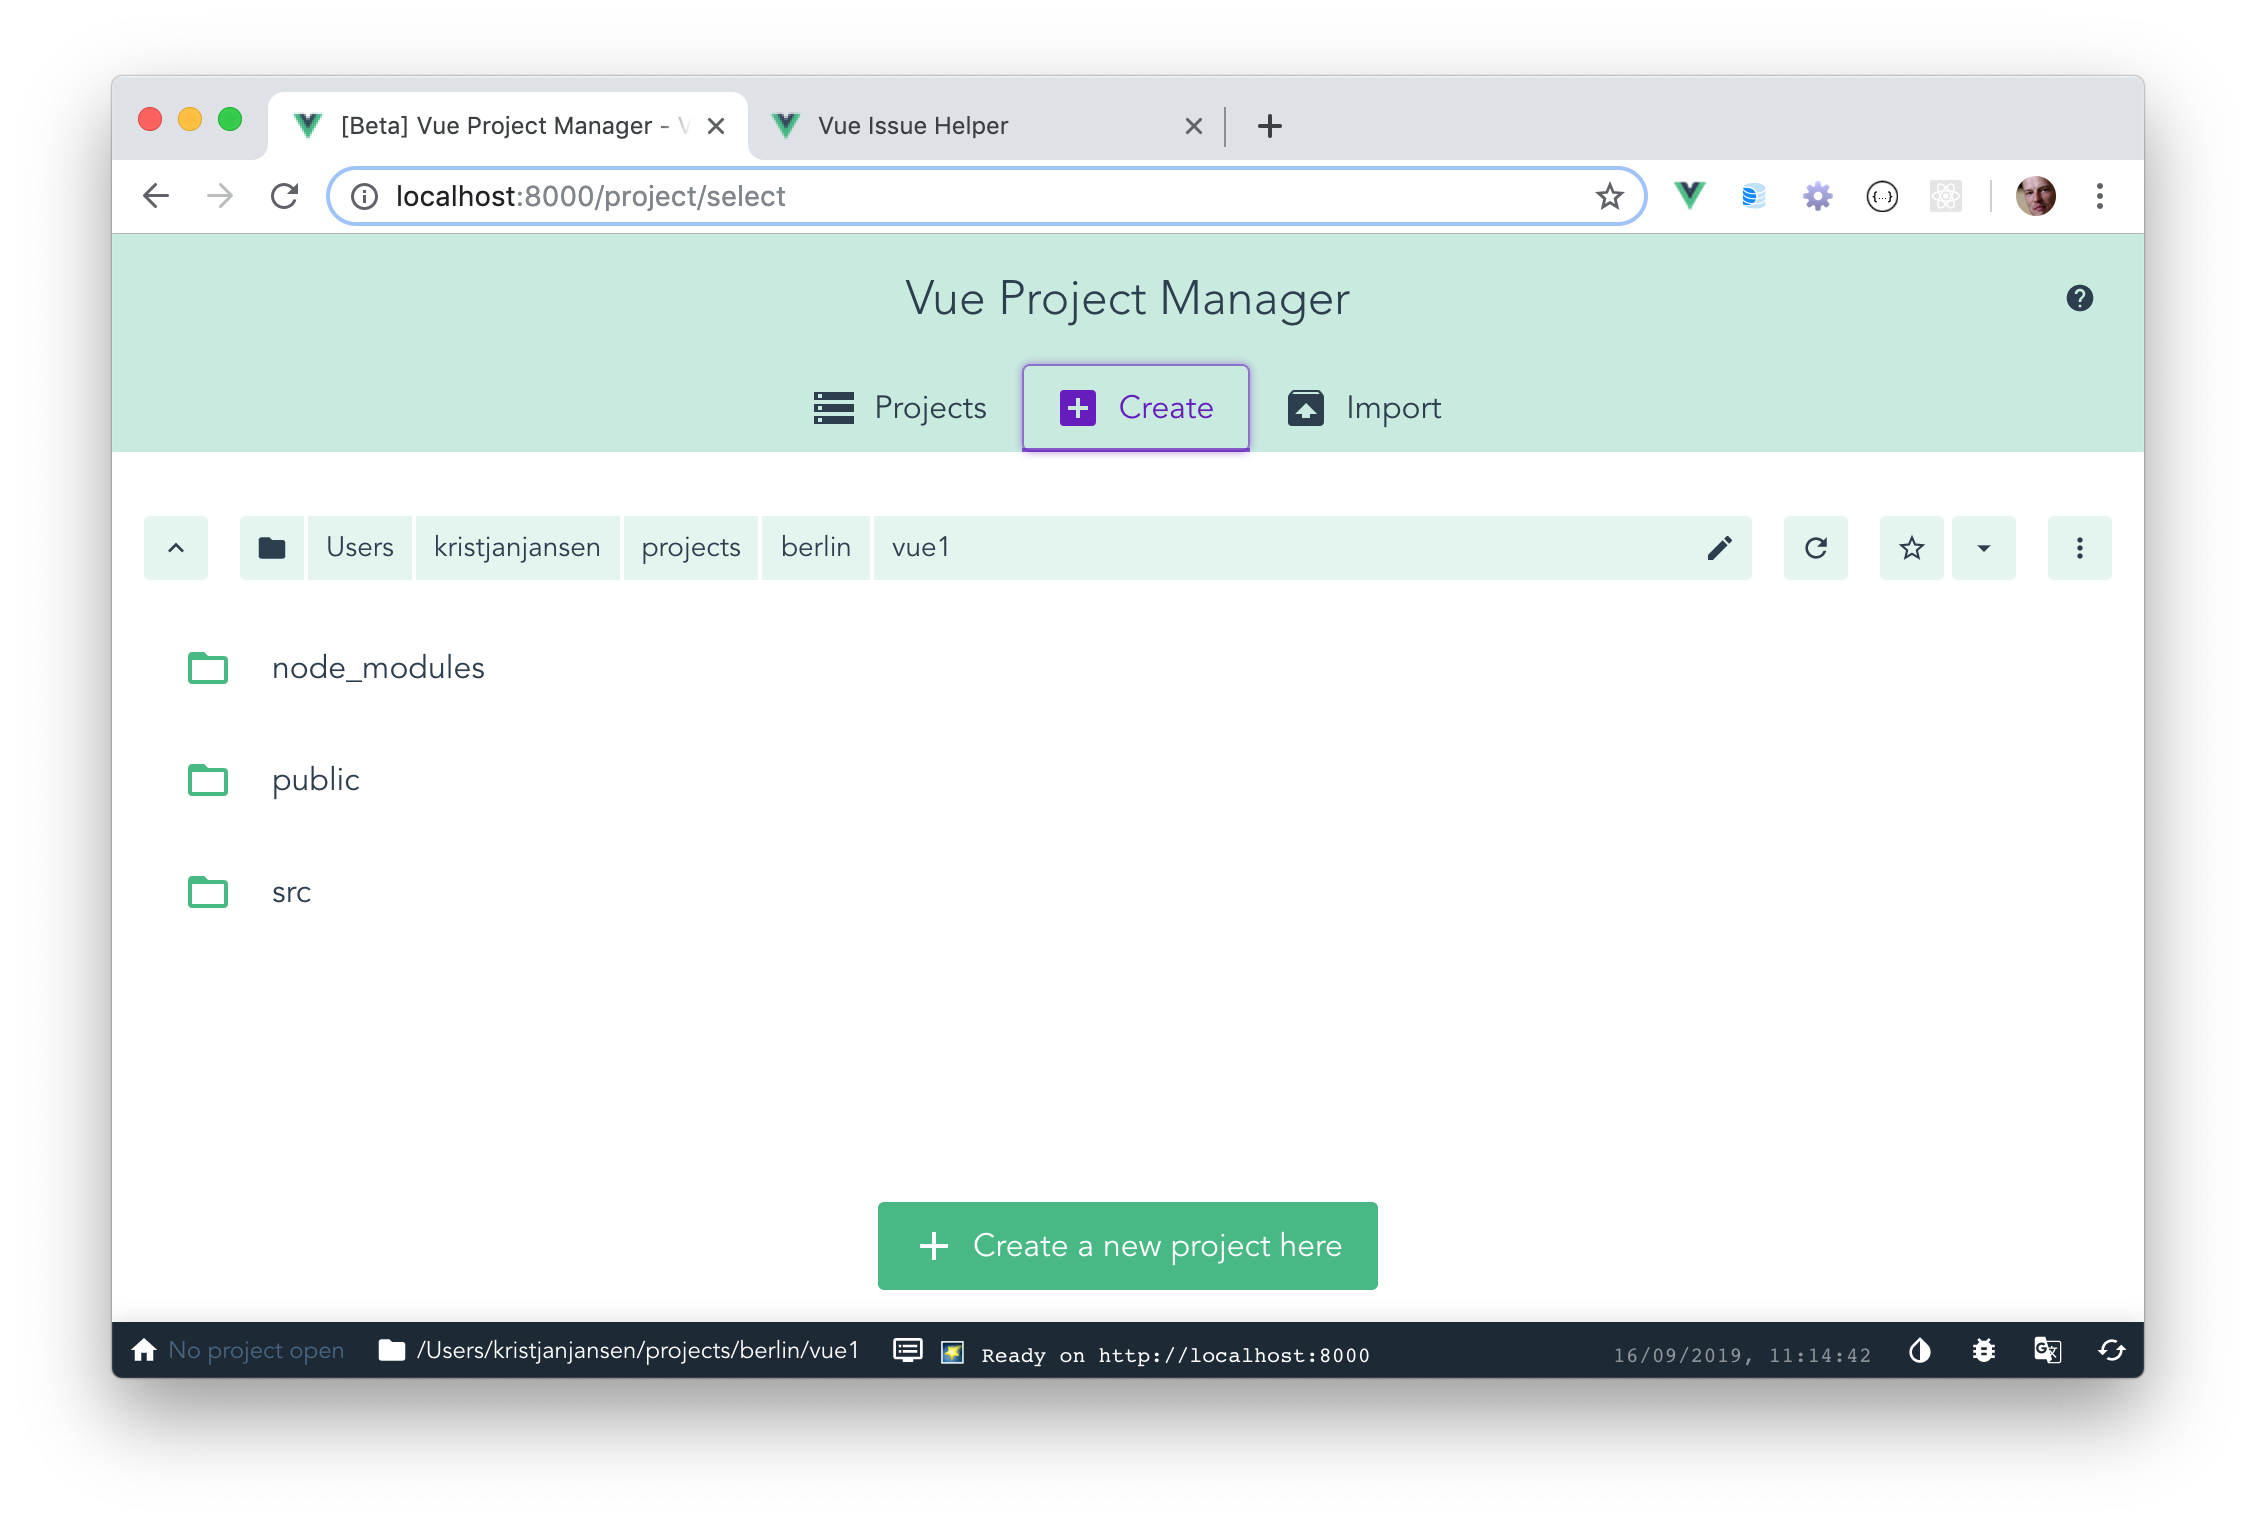 [Beta] Vue Project Manager - V
Vue Issue Helper
localhost:8000/project/select
Vue Project Manager
Projects
Create
Import
Users
kristjanjansen
projects
berlin
vue1
node_modules
public
src
Create a new project here
No project open
/Users/kristjanjansen/projects/berlin/vue1
Ready on http://localhost:8000
16/09/2019, 11:14:42